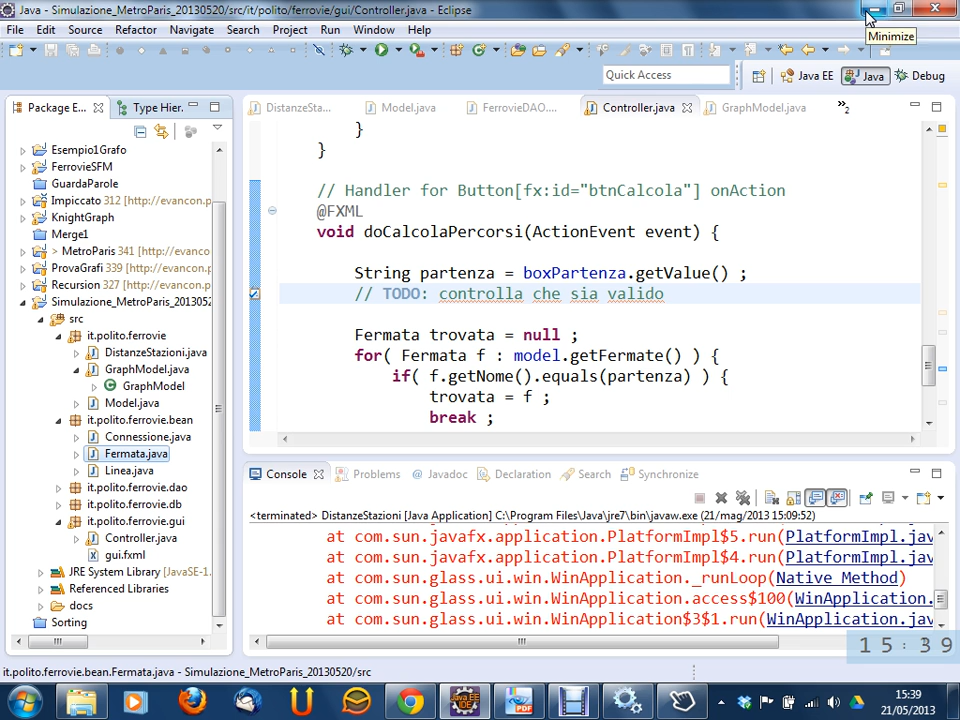 Java - Simulazione_MetroParis_20130520/src/it/polito/ferrovie/gui/Controller.java - Eclipse
Minimize
File Edit Source Refactor Navigate Search Project Run Window Help
Quick Access
Java EE Java Debug
Package E... Type Hier.
DistanzeSta... Model.java FerrovieDAO.... Controller.java GraphModel.java »2
Esempio1Grafo
FerrovieSFM
GuardaParole
Impiccato 312 [http://evancon.p
KnightGraph
Merge1
> MetroParis 341 [http://evancon.
ProvaGrafi 339 [http://evancon.p
Recursion 327 [http://evancon.p
Simulazione_MetroParis_2013052
src
it.polito.ferrovie
DistanzeStazioni.java
GraphModel.java
GraphModel
Model.java
it.polito.ferrovie.bean
Connessione.java
Fermata.java
Linea.java
it.polito.ferrovie.dao
it.polito.ferrovie.db
it.polito.ferrovie.gui
Controller.java
gui.fxml
JRE System Library [JavaSE-1.
Referenced Libraries
docs
Sorting
}
}
// Handler for Button[fx:id="btnCalcola"] onAction
@FXML
void doCalcolaPercorsi(ActionEvent event) {
String partenza = boxPartenza.getValue() ;
// TODO: controlla che sia valido
Fermata trovata = null ;
for( Fermata f : model.getFermate() ) {
if( f.getNome().equals(partenza) ) {
trovata = f ;
break ;
Console Problems @ Javadoc Declaration Search Synchronize
<terminated> DistanzeStazioni [Java Application] C:\Program Files\Java\jre7\bin\javaw.exe (21/mag/2013 15:09:52)
at com.sun.javafx.application.PlatformImpl$5.run(PlatformImpl.jav
at com.sun.javafx.application.PlatformImpl$4.run(PlatformImpl.jav
at com.sun.glass.ui.win.WinApplication._runLoop(Native Method)
at com.sun.glass.ui.win.WinApplication.access$100(WinApplication.
at com.sun.glass.ui.win.WinApplication$3$1.run(WinApplication.jav
15:39
it.polito.ferrovie.bean.Fermata.java - Simulazione_MetroParis_20130520/src
Java EE IDE
PDF
15:39
21/05/2013